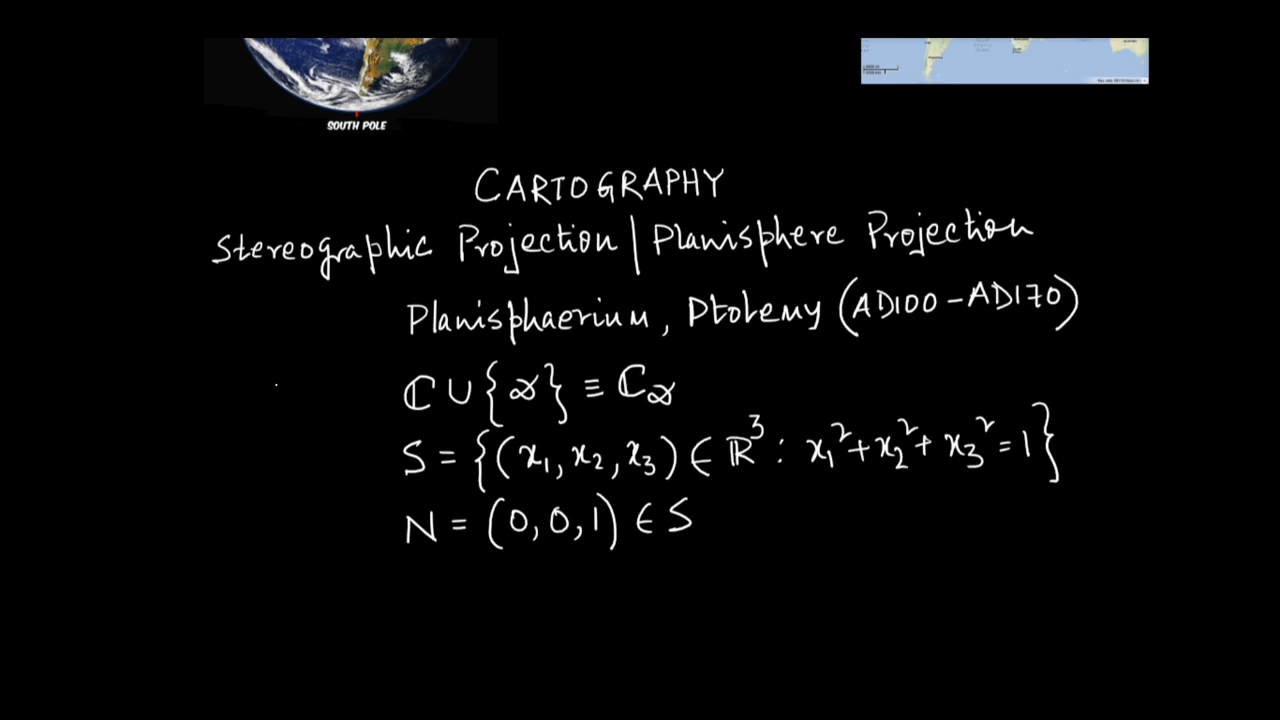 SOUTH POLE
CARTOGRAPHY
Stereographic Projection | Planisphere Projection
Planisphaerium, Ptolemy (AD100-AD170)
ℂ ∪ {∞} ≡ ℂ∞
S = {(x₁, x₂, x₃) ∈ ℝ³ : x₁² + x₂² + x₃² = 1}
N = (0, 0, 1) ∈ S